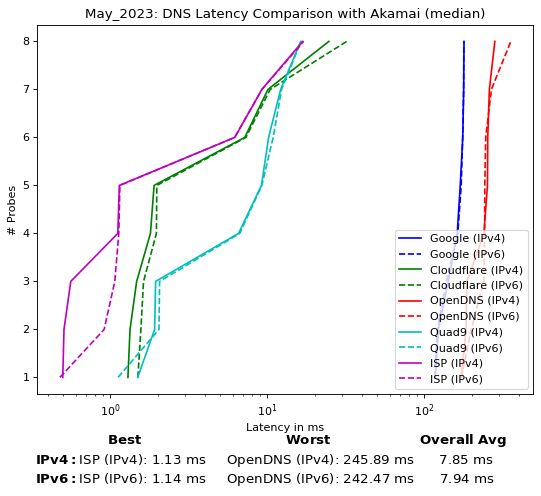 May_2023: DNS Latency Comparison with Akamai (median)
# Probes
8
7
6
5
4
3
2
1
Google (IPv4)
Google (IPv6)
Cloudflare (IPv4)
Cloudflare (IPv6)
OpenDNS (IPv4)
OpenDNS (IPv6)
Quad9 (IPv4)
Quad9 (IPv6)
ISP (IPv4)
ISP (IPv6)
10⁰ 10¹ 10²
Latency in ms
Best Worst Overall Avg
IPv4: ISP (IPv4): 1.13 ms OpenDNS (IPv4): 245.89 ms 7.85 ms
IPv6: ISP (IPv6): 1.14 ms OpenDNS (IPv6): 242.47 ms 7.94 ms